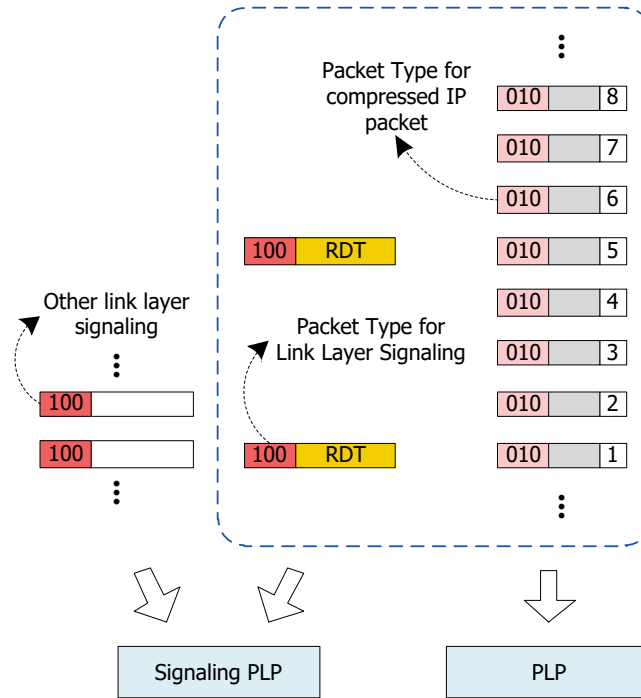 Packet Type for
compressed IP
packet
010 8
010 7
010 6
100 RDT
010 5
Other link layer
signaling
010 4
Packet Type for
Link Layer Signaling
010 3
100
010 2
100
100 RDT
010 1
Signaling PLP
PLP